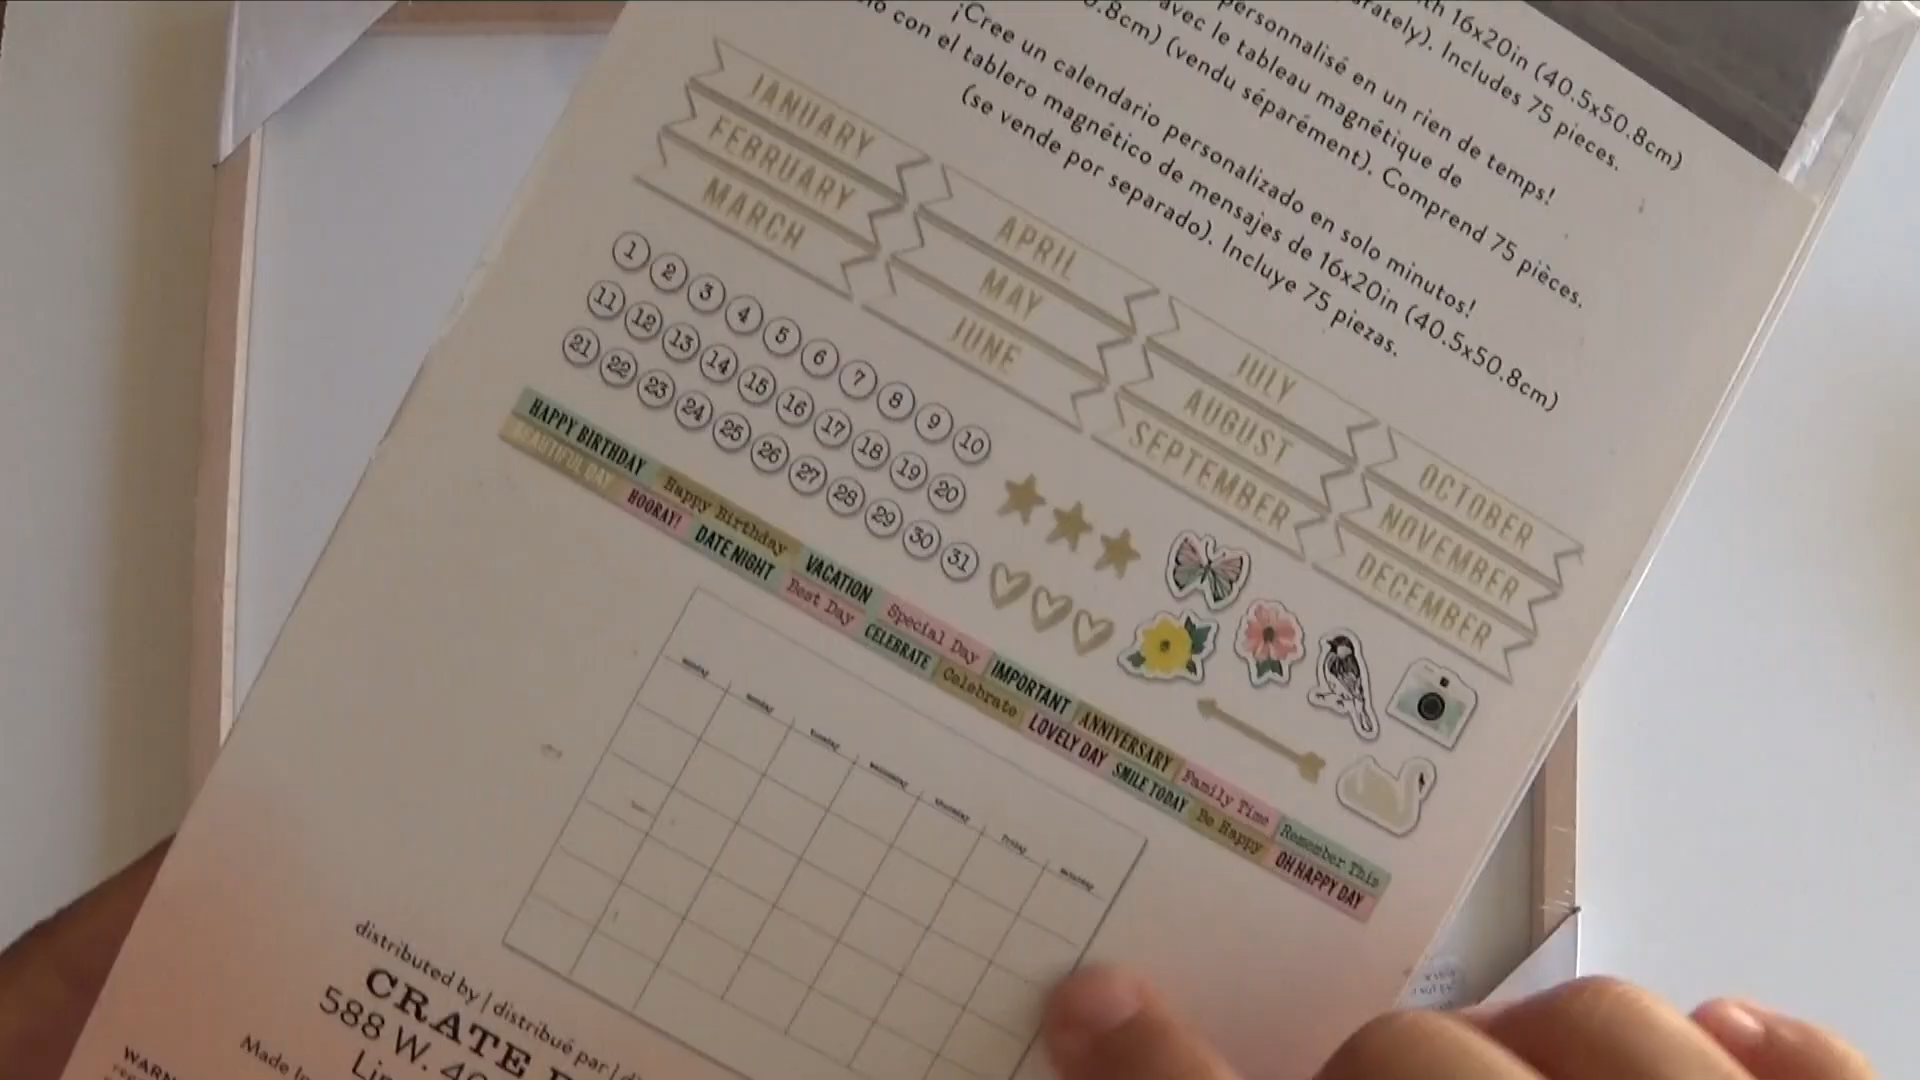 16x20in (40.5x50.8cm)
Includes 75 pieces.
personnalisé en un rien de temps!
avec le tableau magnétique de
(vendu séparément). Comprend 75 pièces.
¡Cree un calendario personalizado en solo minutos!
con el tablero magnético de mensajes de 16x20in (40.5x50.8cm)
(se vende por separado). Incluye 75 piezas.
JANUARY
FEBRUARY
MARCH
APRIL
MAY
JUNE
JULY
AUGUST
SEPTEMBER
OCTOBER
NOVEMBER
DECEMBER
1 2 3 4 5 6 7 8 9 10
11 12 13 14 15 16 17 18 19 20
21 22 23 24 25 26 27 28 29 30 31
HAPPY BIRTHDAY Happy Birthday VACATION Special Day IMPORTANT ANNIVERSARY Family Time Remember This
BEAUTIFUL DAY HOORAY! DATE NIGHT Best Day CELEBRATE Celebrate LOVELY DAY SMILE TODAY Be Happy OH HAPPY DAY
distributed by | distribué par |
CRATE
588 W.
Made